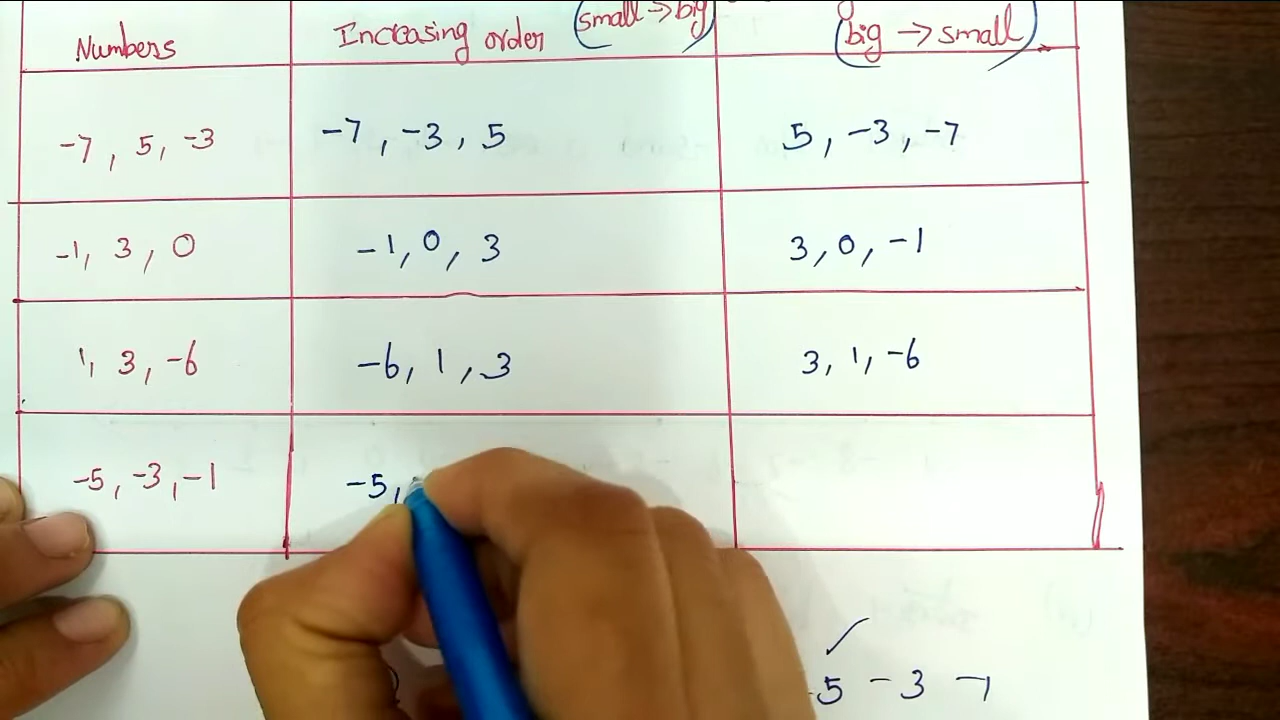 Numbers Increasing order (small → big) (big → small)
-7, 5, -3 -7, -3, 5 5, -3, -7
-1, 3, 0 -1, 0, 3 3, 0, -1
1, 3, -6 -6, 1, 3 3, 1, -6
-5, -3, -1 -5,
-5 -3 -1